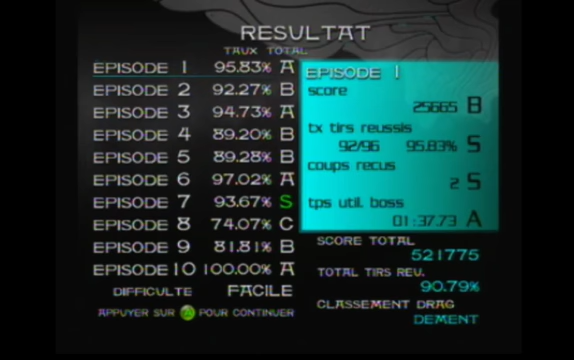 RESULTAT
TAUX TOTAL
EPISODE 1 95.83% A
EPISODE 2 92.27% B
EPISODE 3 94.73% A
EPISODE 4 89.20% B
EPISODE 5 89.28% B
EPISODE 6 97.02% A
EPISODE 7 93.67% S
EPISODE 8 74.07% C
EPISODE 9 81.81% B
EPISODE 10 100.00% A
DIFFICULTE FACILE
APPUYER SUR A POUR CONTINUER
EPISODE 1
score
25665 B
tx tirs reussis
92/96 95.83% S
coups recus
2 S
tps util. boss
01:37.73 A
SCORE TOTAL
521775
TOTAL TIRS REU.
90.79%
CLASSEMENT DRAG
DEMENT